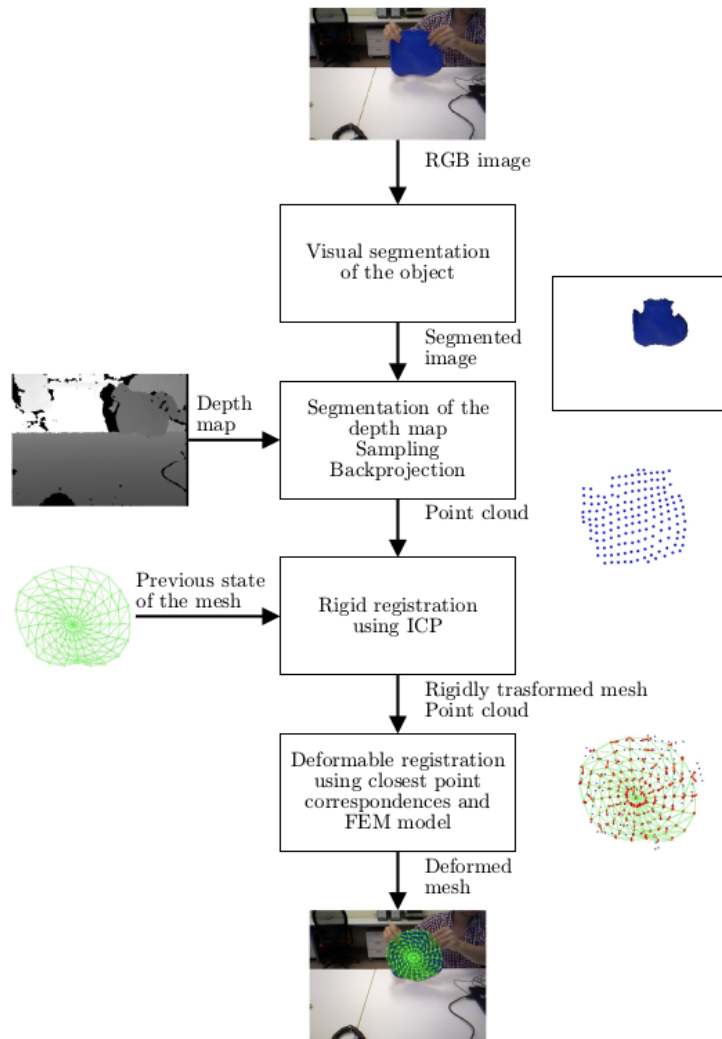 RGB image
Visual segmentation
of the object
Segmented
image
Depth
map
Segmentation of the
depth map
Sampling
Backprojection
Point cloud
Previous state
of the mesh
Rigid registration
using ICP
Rigidly trasformed mesh
Point cloud
Deformable registration
using closest point
correspondences and
FEM model
Deformed
mesh